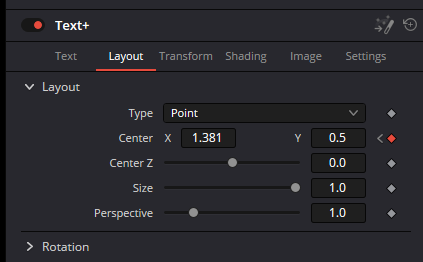 Text+
Text Layout Transform Shading Image Settings
Layout
Type Point
Center X 1.381 Y 0.5
Center Z 0.0
Size 1.0
Perspective 1.0
Rotation